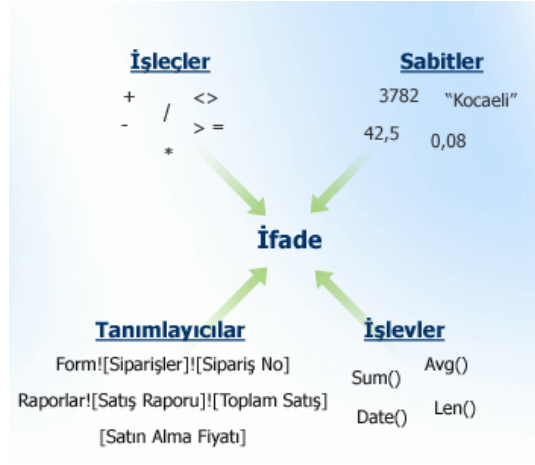 İşleçler
+ <>
/
- > =
*
Sabitler
3782 “Kocaeli”
42,5 0,08
İfade
Tanımlayıcılar
Form![Siparişler]![Sipariş No]
Raporlar![Satış Raporu]![Toplam Satış]
[Satın Alma Fiyatı]
İşlevler
Sum() Avg()
Date() Len()